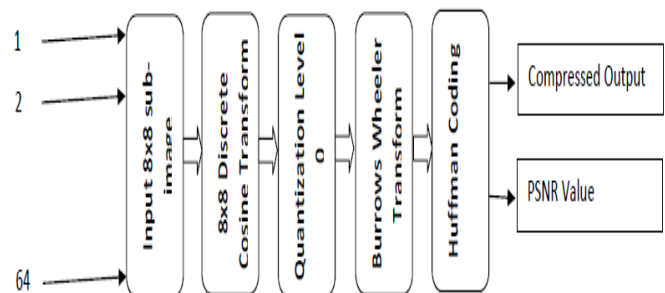 1
2
64
Input 8x8 sub-
image
8x8 Discrete
Cosine Transform
Quantization Level
0
Burrows Wheeler
Transform
Huffman Coding
Compressed Output
PSNR Value